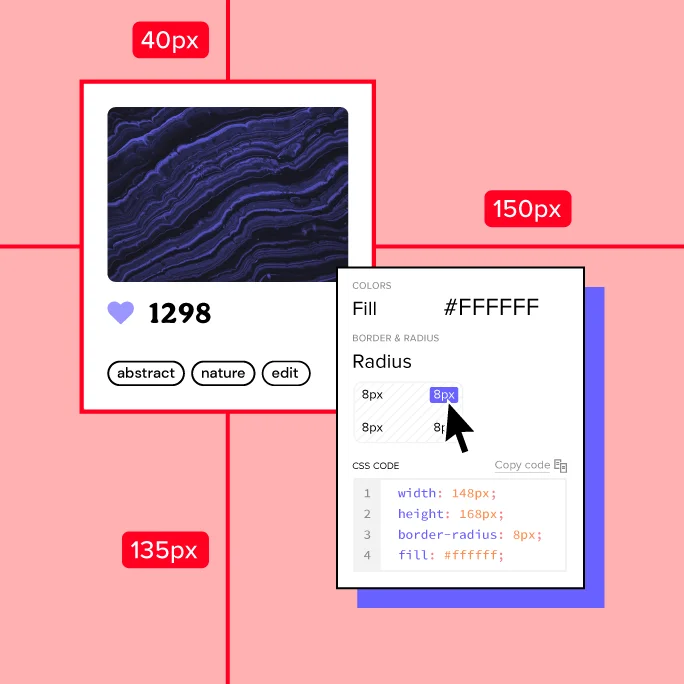 40px
150px
1298
abstract
nature
edit
135px
COLORS
Fill #FFFFFF
BORDER & RADIUS
Radius
8px 8px
8px
CSS CODE Copy code
1 width: 148px;
2 height: 168px;
3 border-radius: 8px;
4 fill: #ffffff;